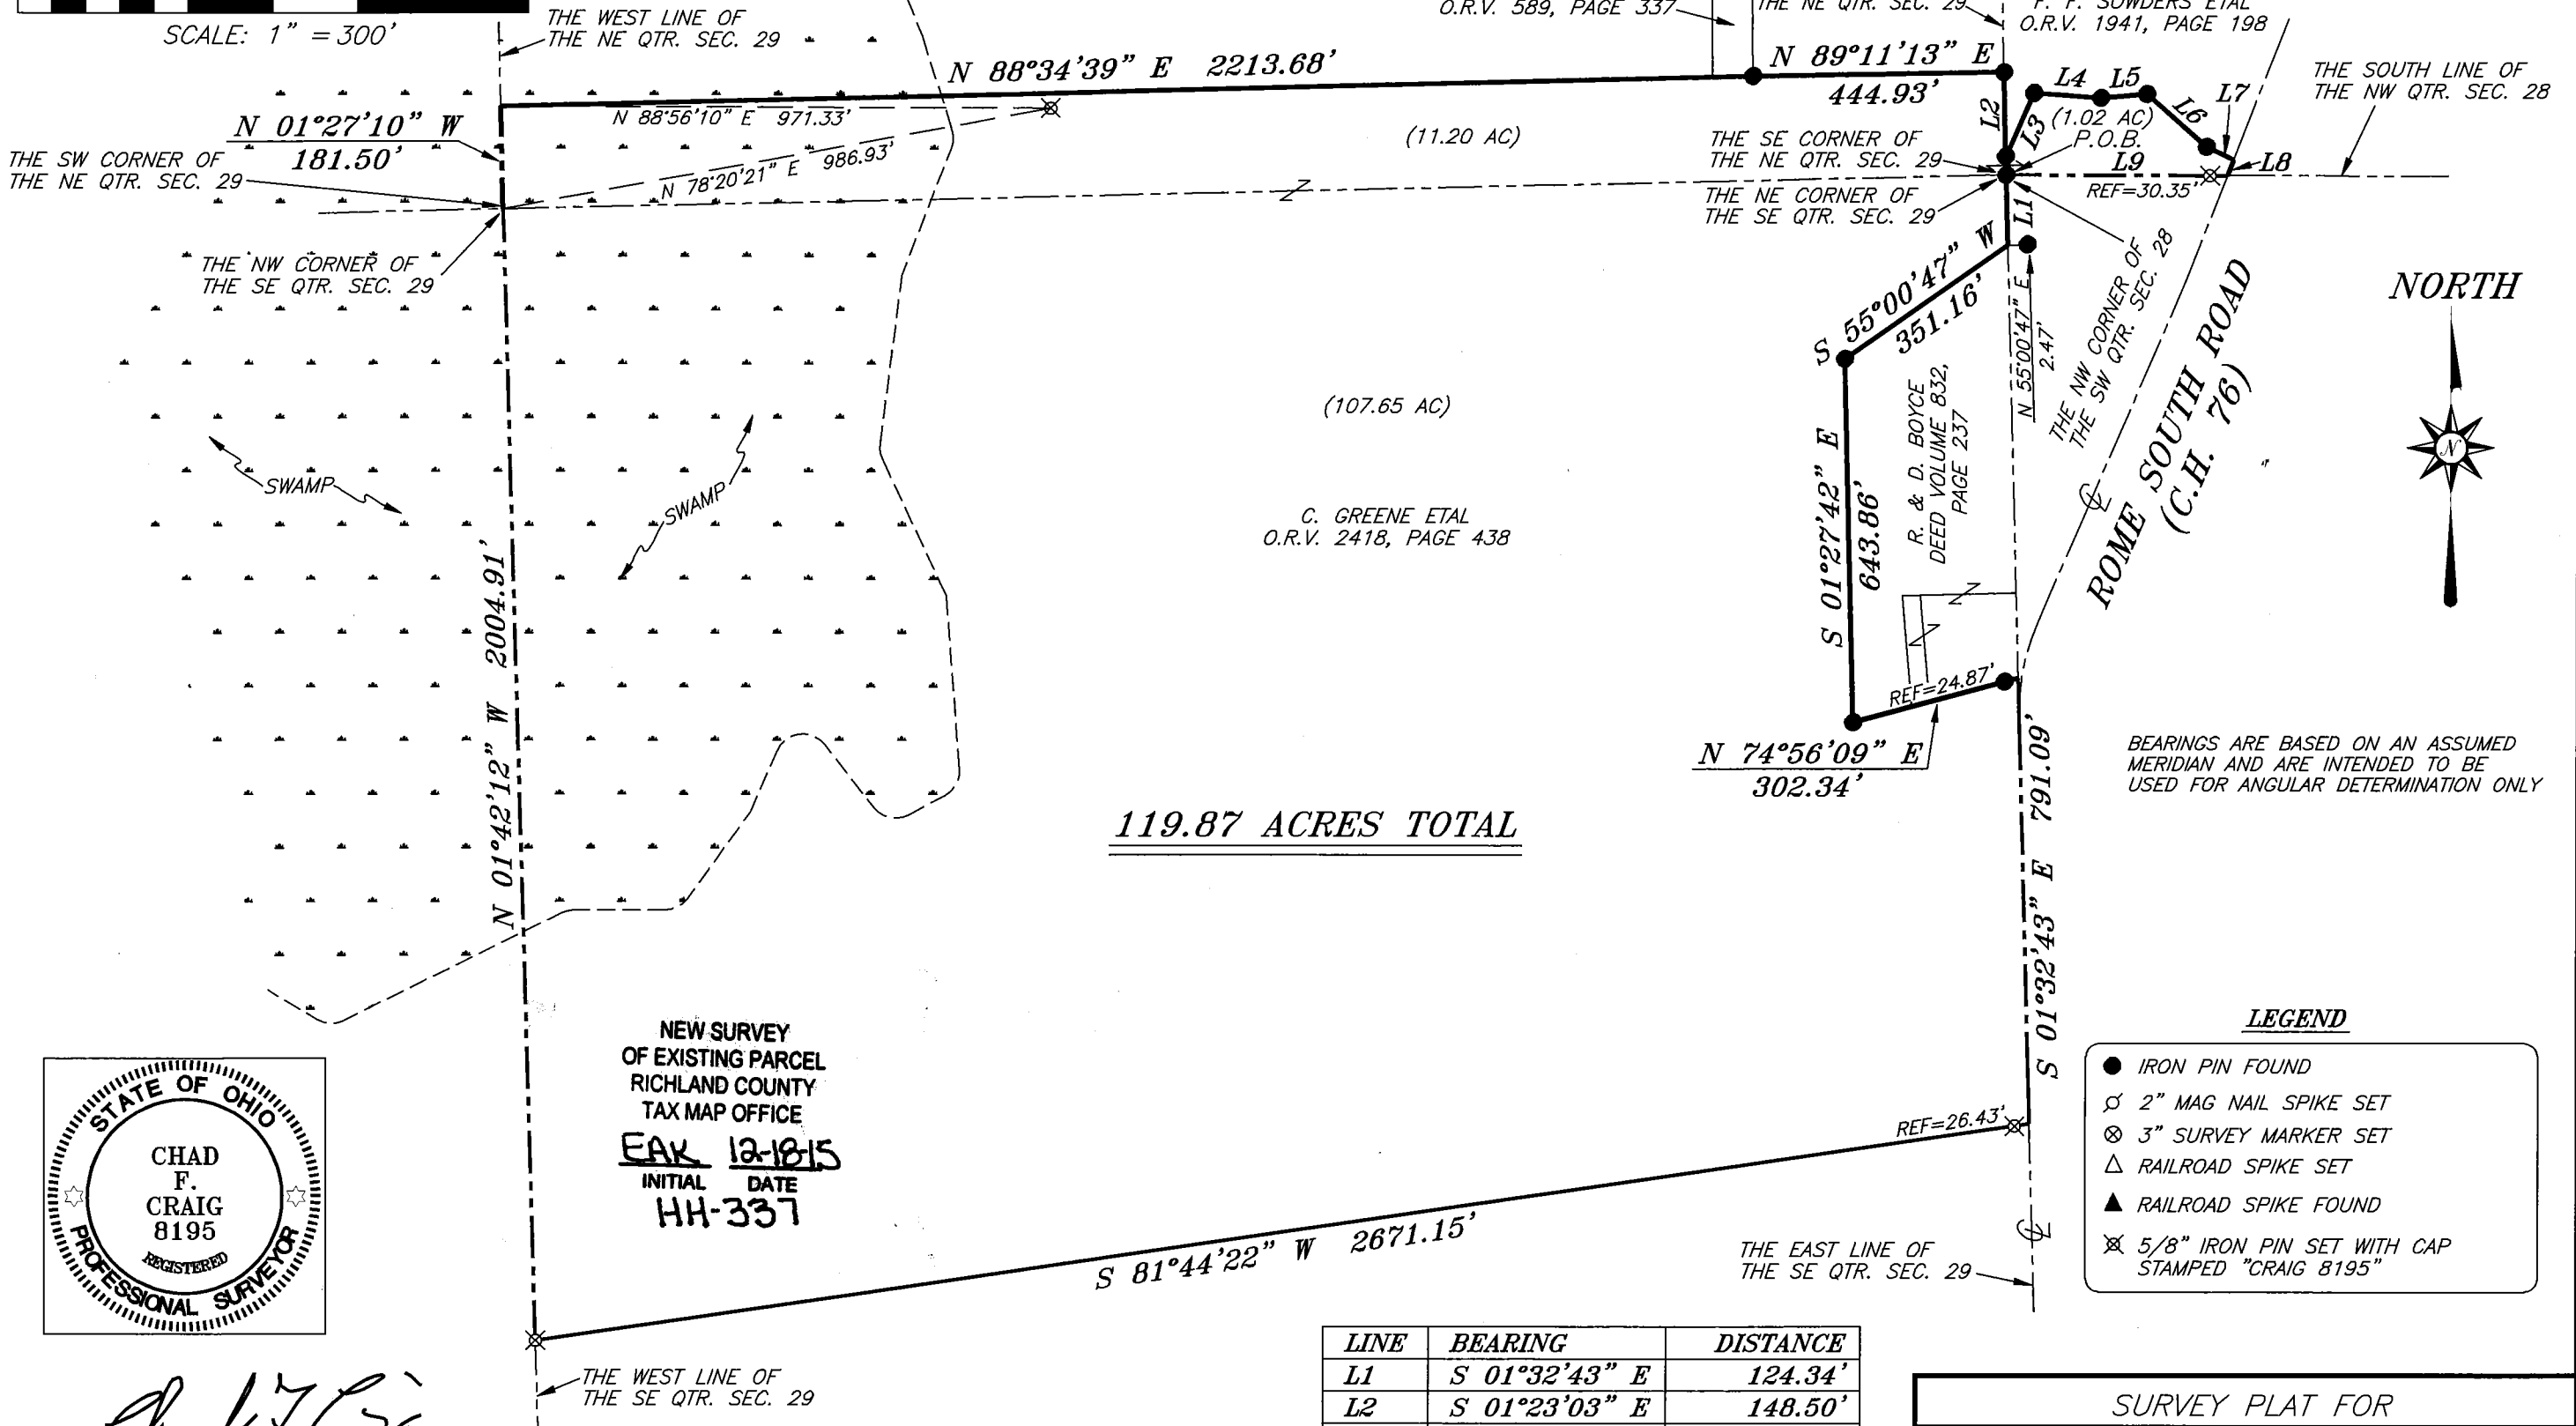 SCALE: 1" = 300'
THE WEST LINE OF
THE NE QTR. SEC. 29
O.R.V. 589, PAGE 337
THE NE QTR. SEC. 29
F. F. SOWDERS ETAL
O.R.V. 1941, PAGE 198
N 88°34'39" E 2213.68'
N 89°11'13" E
444.93'
L2
L3
L4
L5
L6
L7
L8
L9
(1.02 AC)
P.O.B.
REF=30.35'
THE SOUTH LINE OF
THE NW QTR. SEC. 28
N 88°56'10" E 971.33'
N 78°20'21" E 986.93'
(11.20 AC)
N 01°27'10" W
181.50'
THE SW CORNER OF
THE NE QTR. SEC. 29
THE NW CORNER OF
THE SE QTR. SEC. 29
THE SE CORNER OF
THE NE QTR. SEC. 29
THE NE CORNER OF
THE SE QTR. SEC. 29
L1
N 55°00'47" E
2.47'
THE NW CORNER OF
THE SW QTR. SEC. 28
S 55°00'47" W
351.16'
ROME SOUTH ROAD
(C.H. 76)
NORTH
N
(107.65 AC)
C. GREENE ETAL
O.R.V. 2418, PAGE 438
S 01°27'42" E
643.86'
R. & D. BOYCE
DEED VOLUME 832,
PAGE 237
SWAMP
SWAMP
N 01°42'12" W 2004.91'
REF=24.87'
N 74°56'09" E
302.34'
S 01°32'43" E 791.09'
BEARINGS ARE BASED ON AN ASSUMED
MERIDIAN AND ARE INTENDED TO BE
USED FOR ANGULAR DETERMINATION ONLY
119.87 ACRES TOTAL
NEW SURVEY
OF EXISTING PARCEL
RICHLAND COUNTY
TAX MAP OFFICE
EAK 12-18-15
INITIAL DATE
HH-337
STATE OF OHIO
CHAD
F.
CRAIG
8195
REGISTERED
PROFESSIONAL SURVEYOR
REF=26.43'
S 81°44'22" W 2671.15'
THE EAST LINE OF
THE SE QTR. SEC. 29
THE WEST LINE OF
THE SE QTR. SEC. 29
LEGEND
IRON PIN FOUND
2" MAG NAIL SPIKE SET
3" SURVEY MARKER SET
RAILROAD SPIKE SET
RAILROAD SPIKE FOUND
5/8" IRON PIN SET WITH CAP
STAMPED "CRAIG 8195"
LINE BEARING DISTANCE
L1 S 01°32'43" E 124.34'
L2 S 01°23'03" E 148.50'
SURVEY PLAT FOR